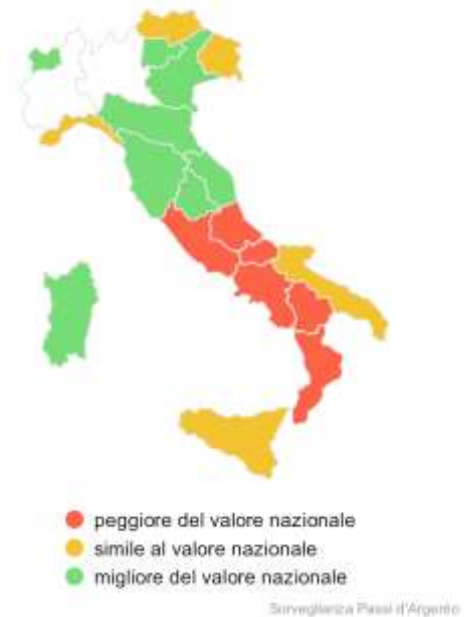 peggiore del valore nazionale
simile al valore nazionale
migliore del valore nazionale
Sorveglianza Passi d'Argento